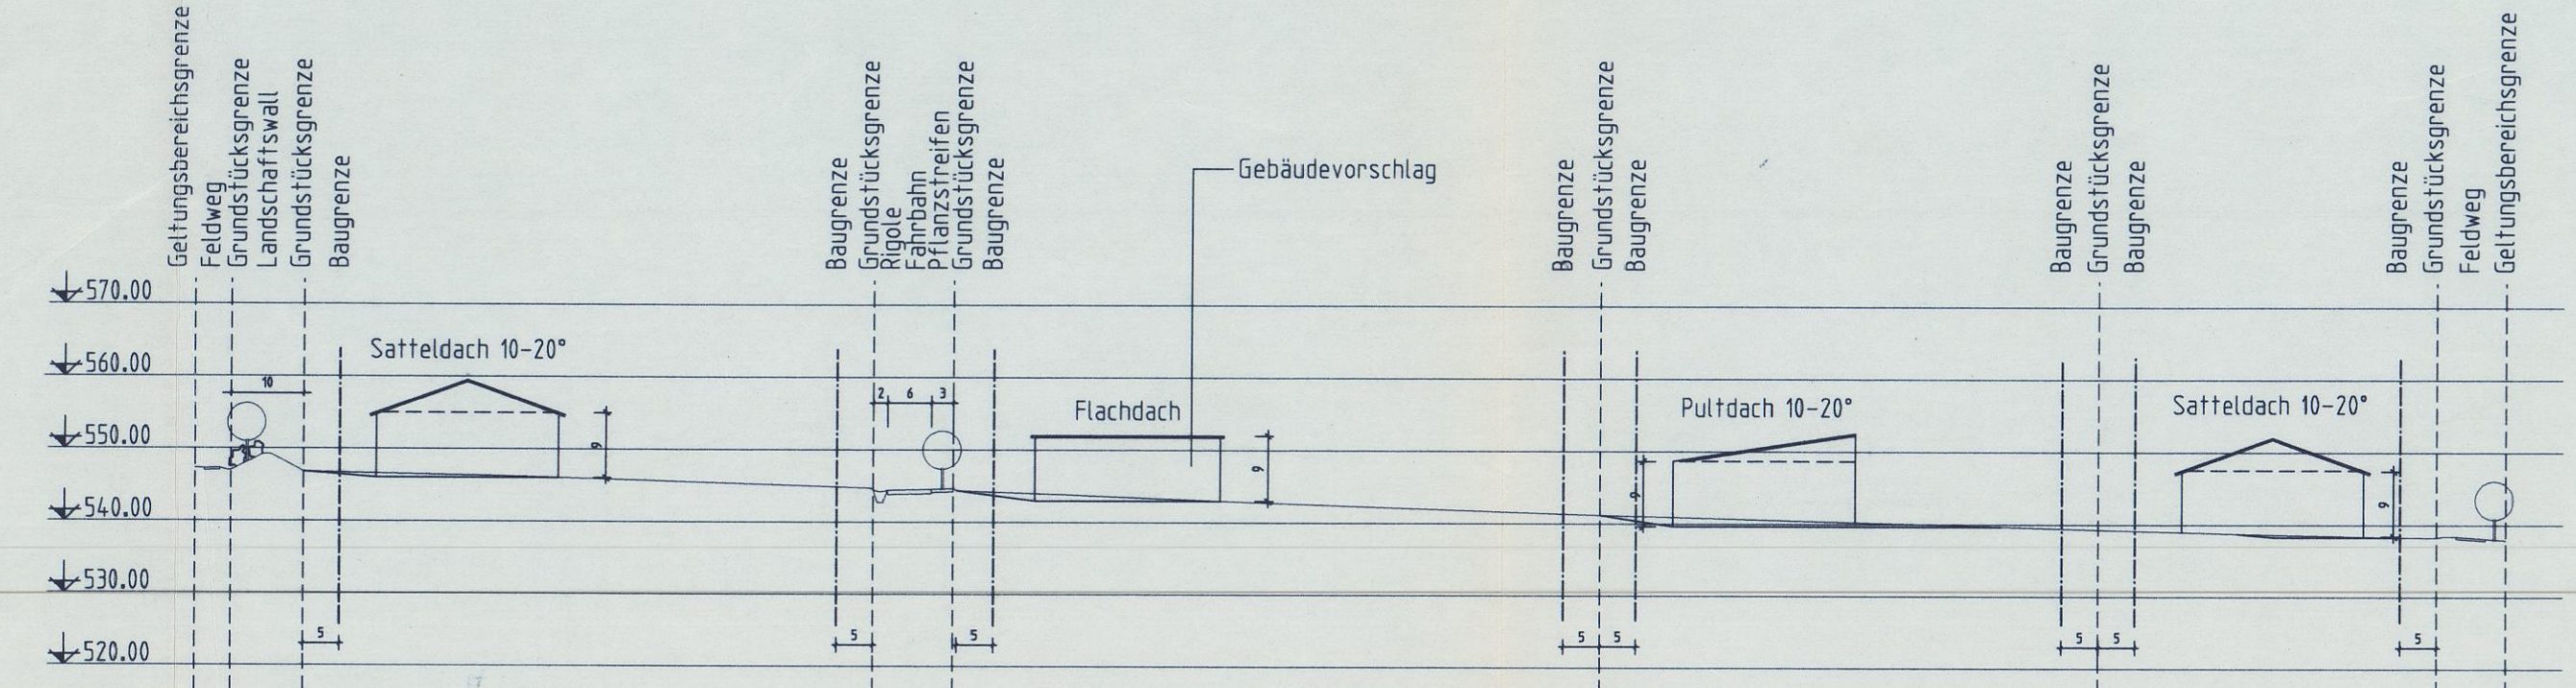 Geltungsbereichsgrenze
Feldweg
Grundstücksgrenze
Landschaftswall
Grundstücksgrenze
Baugrenze
Baugrenze
Grundstücksgrenze
Rigole
Fahrbahn
Pflanzstreifen
Grundstücksgrenze
Baugrenze
Gebäudevorschlag
Baugrenze
Grundstücksgrenze
Baugrenze
Baugrenze
Grundstücksgrenze
Baugrenze
Baugrenze
Grundstücksgrenze
Feldweg
Geltungsbereichsgrenze
570.00
Satteldach 10-20°
560.00
10
2 6 3
Flachdach
Pultdach 10-20°
Satteldach 10-20°
550.00
9
9
9
9
540.00
530.00
520.00
5
5
5
5 5
5 5
5